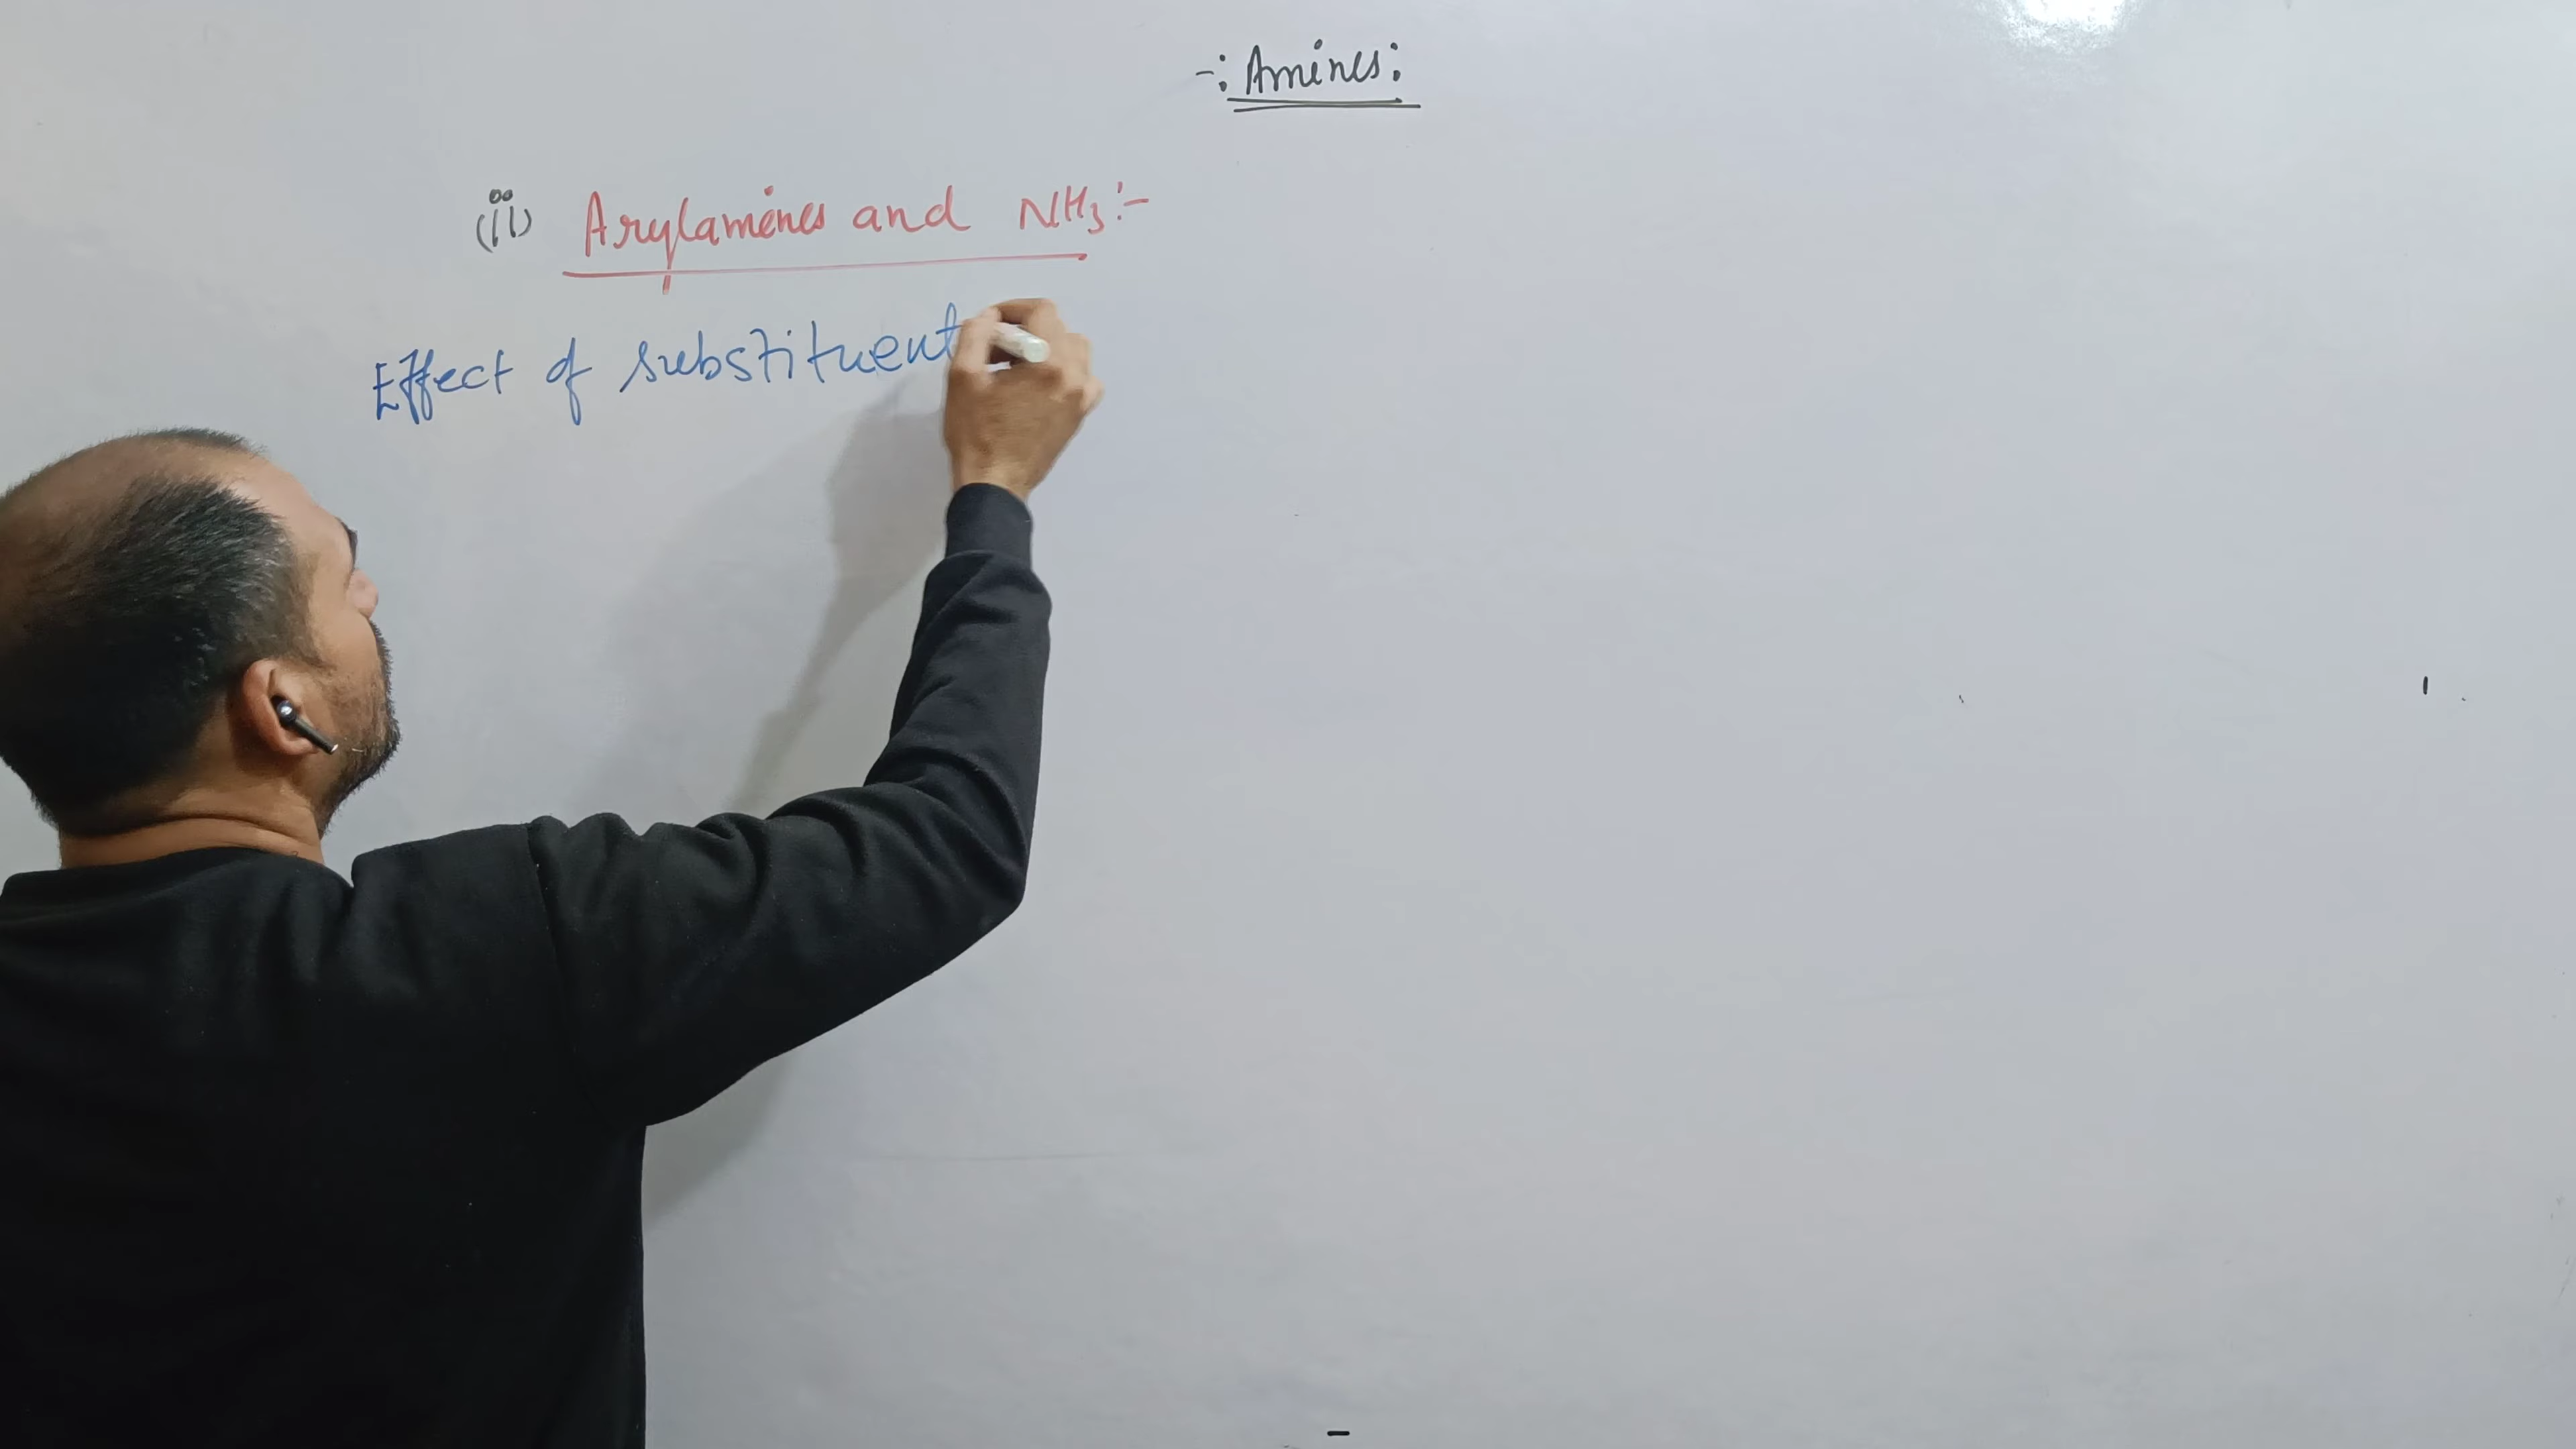 -: Amines:
(ii) Arylamines and NH3:-
Effect of substituent